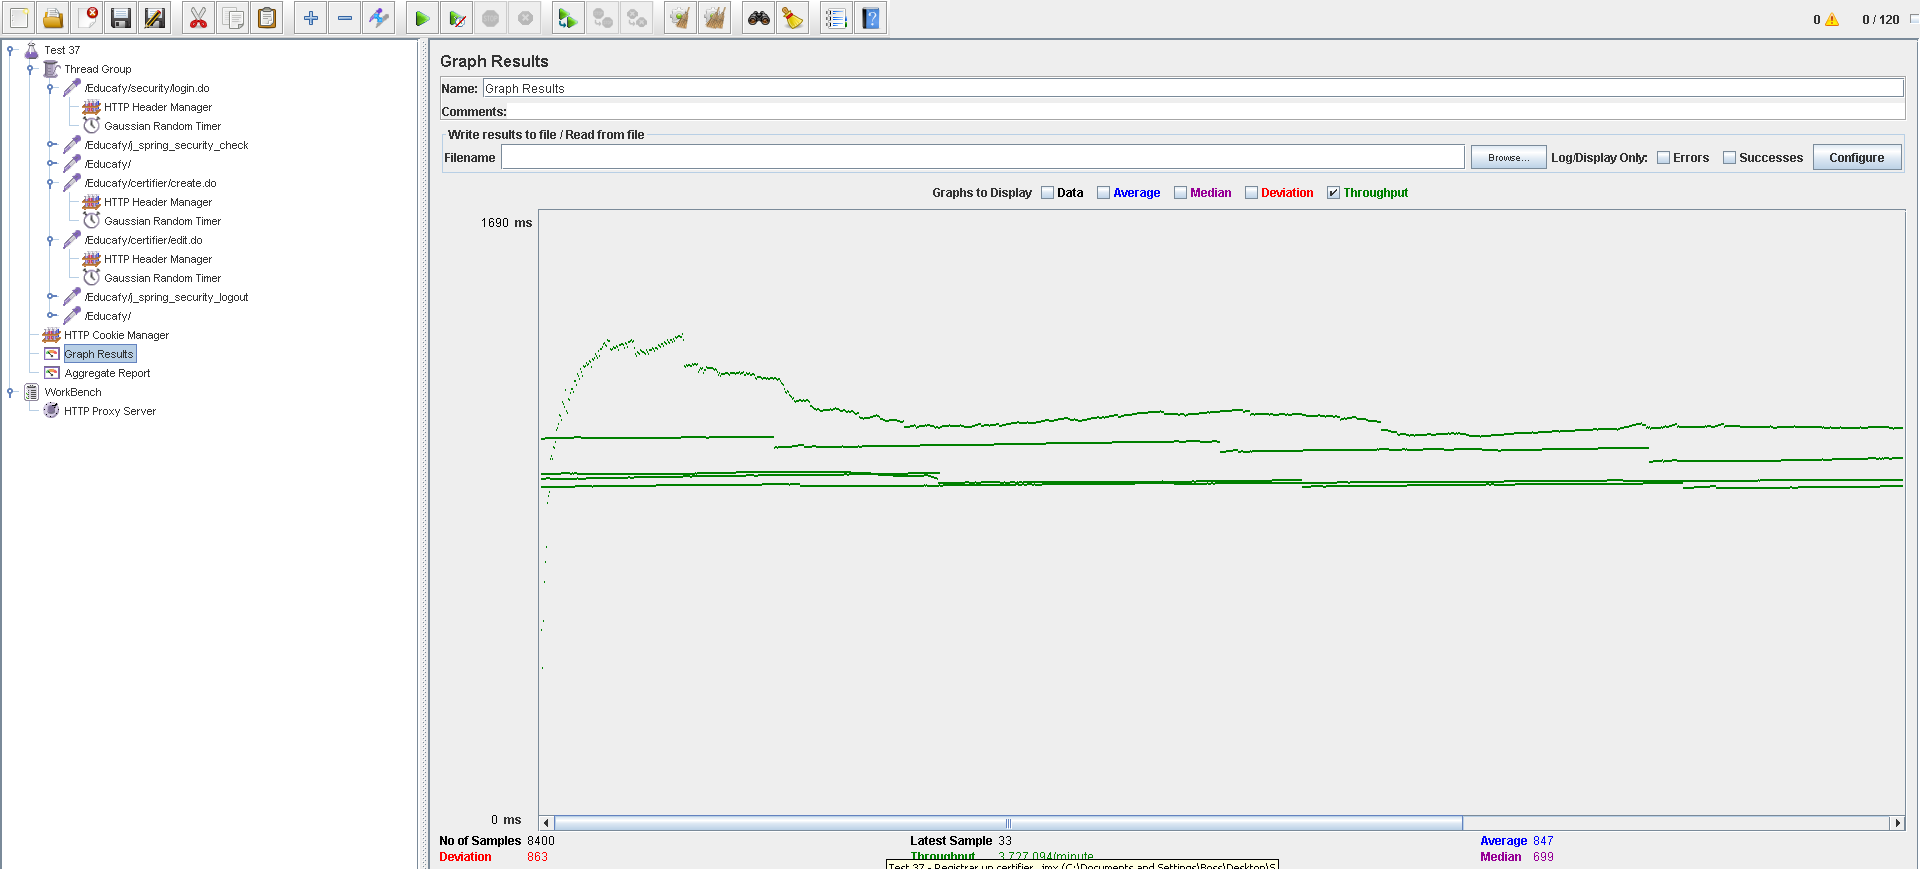 0 0 / 120
Test 37
Thread Group
/Educafy/security/login.do
HTTP Header Manager
Gaussian Random Timer
/Educafy/j_spring_security_check
/Educafy/
/Educafy/certifier/create.do
HTTP Header Manager
Gaussian Random Timer
/Educafy/certifier/edit.do
HTTP Header Manager
Gaussian Random Timer
/Educafy/j_spring_security_logout
/Educafy/
HTTP Cookie Manager
Graph Results
Aggregate Report
WorkBench
HTTP Proxy Server
Graph Results
Name: Graph Results
Comments:
Write results to file / Read from file
Filename Browse... Log/Display Only: Errors Successes Configure
Graphs to Display Data Average Median Deviation Throughput
1690 ms
0 ms
No of Samples 8400 Latest Sample 33 Average 847
Deviation 863 Throughput 3.727,094/minute Median 699
Test 37 - Registrar un certifier .jmx (C:\Documents and Settings\Boss\Desktop\S